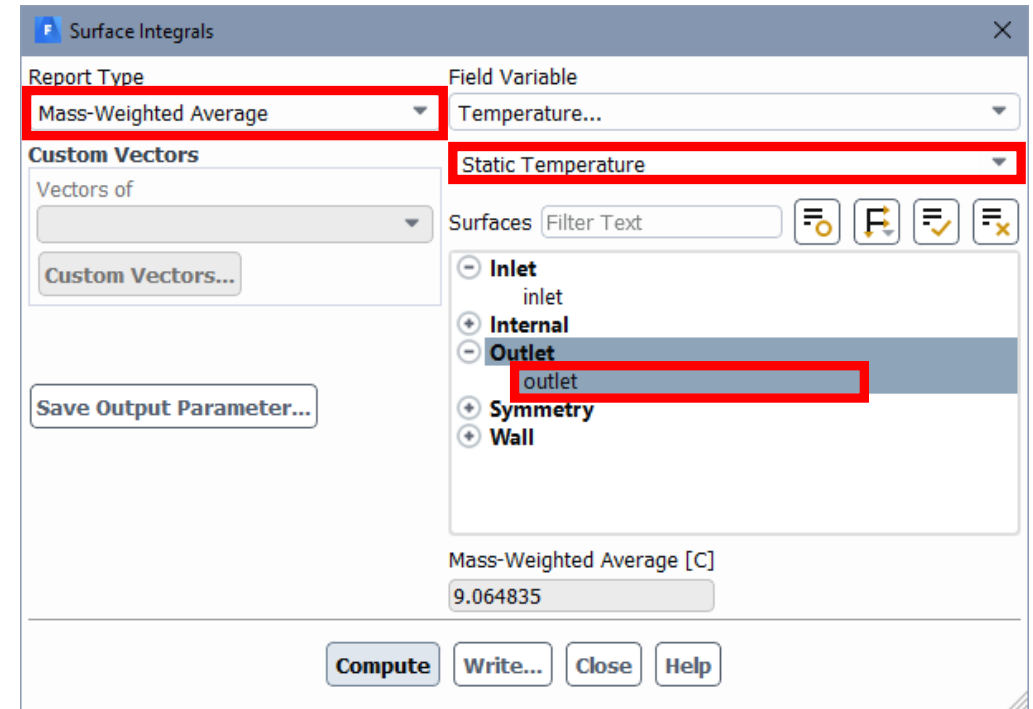 F Surface Integrals
Report Type
Mass-Weighted Average
Custom Vectors
Vectors of
Custom Vectors...
Save Output Parameter...
Field Variable
Temperature...
Static Temperature
Surfaces Filter Text
Inlet
inlet
Internal
Outlet
outlet
Symmetry
Wall
Mass-Weighted Average [C]
9.064835
Compute Write... Close Help